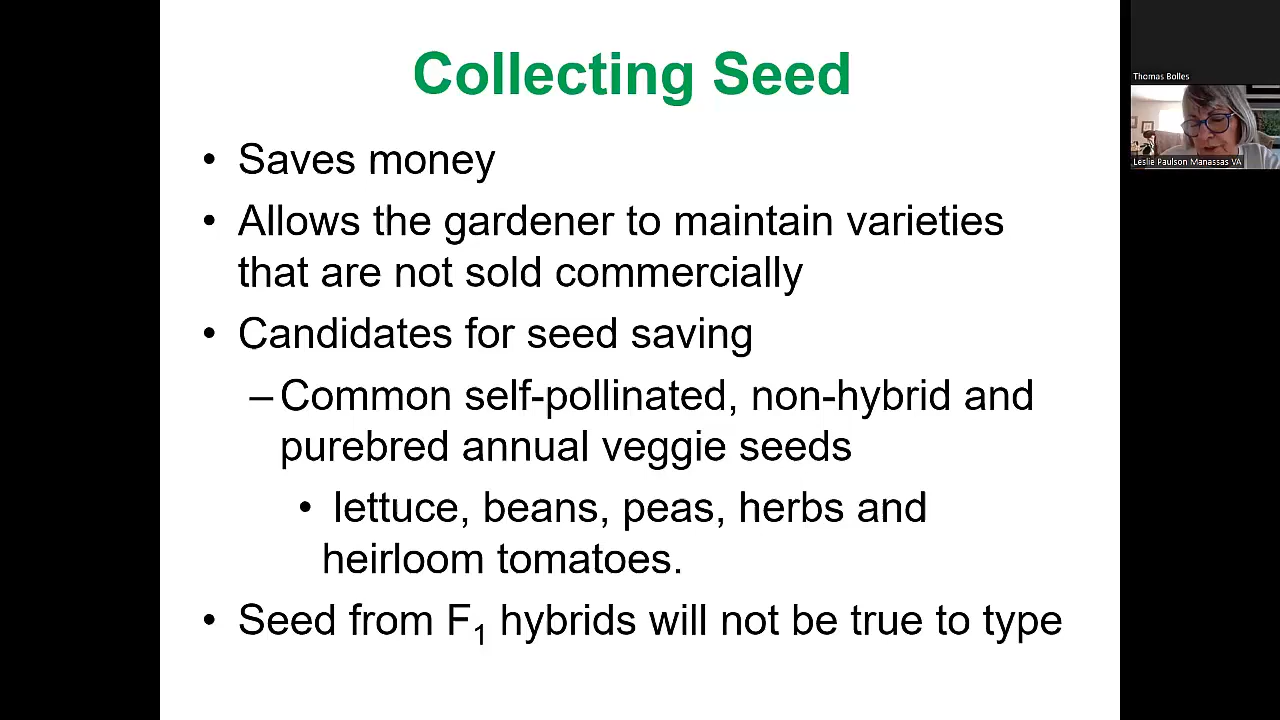 Collecting Seed
• Saves money
• Allows the gardener to maintain varieties
that are not sold commercially
• Candidates for seed saving
– Common self-pollinated, non-hybrid and
purebred annual veggie seeds
• lettuce, beans, peas, herbs and
heirloom tomatoes.
• Seed from F₁ hybrids will not be true to type
Thomas Bolles
Leslie Paulson Manassas VA